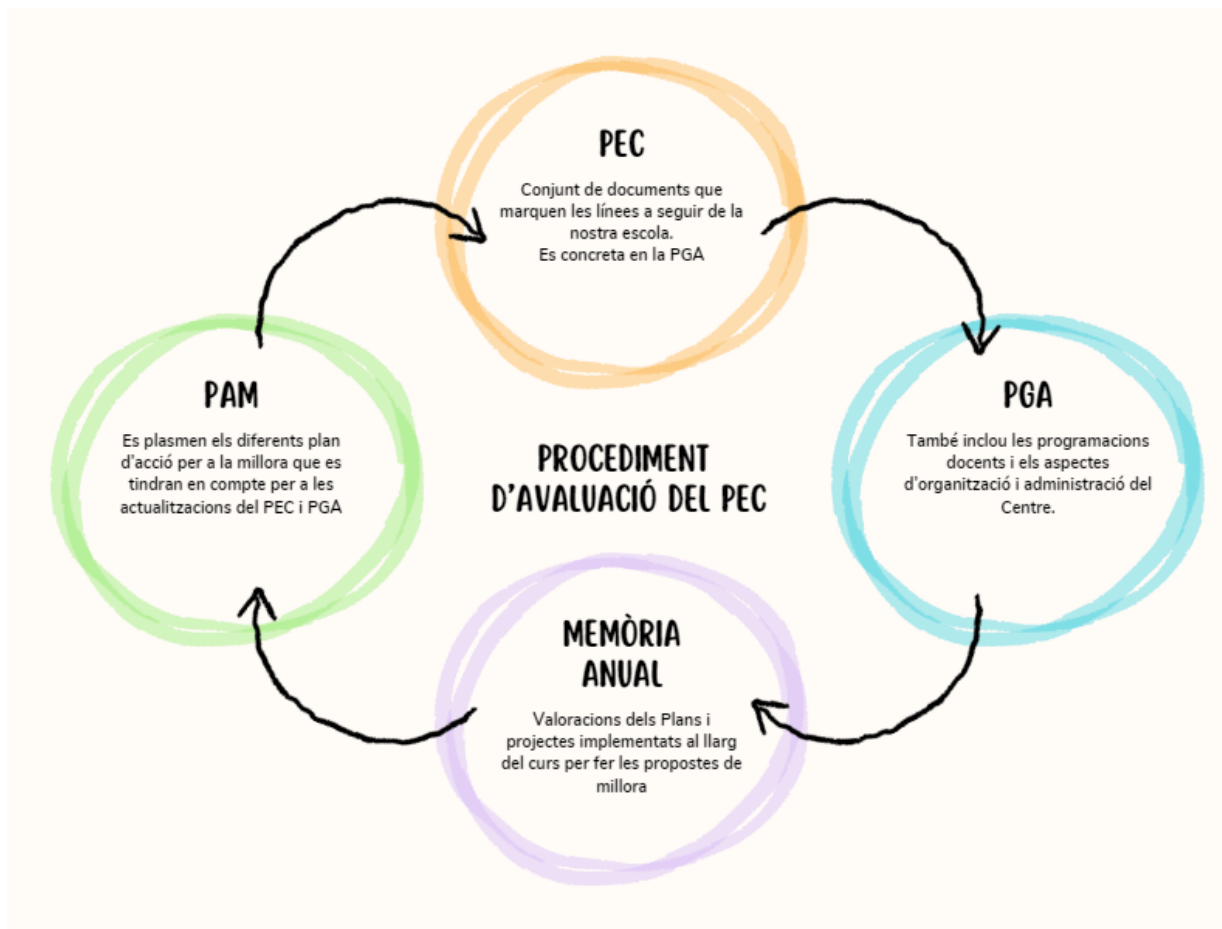 PEC
Conjunt de documents que
marquen les línees a seguir de la
nostra escola.
Es concreta en la PGA
PAM
Es plasmen els diferents plan
d'acció per a la millora que es
tindran en compte per a les
actualitzacions del PEC i PGA
PROCEDIMENT
D'AVALUACIÓ DEL PEC
PGA
També inclou les programacions
docents i els aspectes
d'organització i administració del
Centre.
MEMÒRIA
ANUAL
Valoracions dels Plans i
projectes implementats al llarg
del curs per fer les propostes de
millora